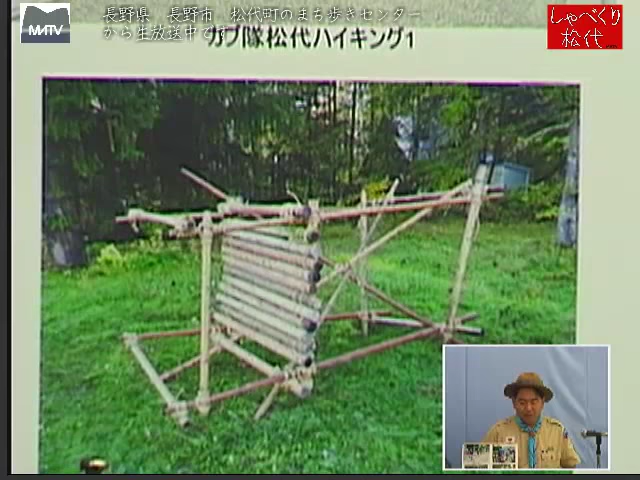 MATV
長野県　長野市　松代町のまち歩きセンター
から生放送中です
カブ隊松代ハイキング1
しゃべくり
松代